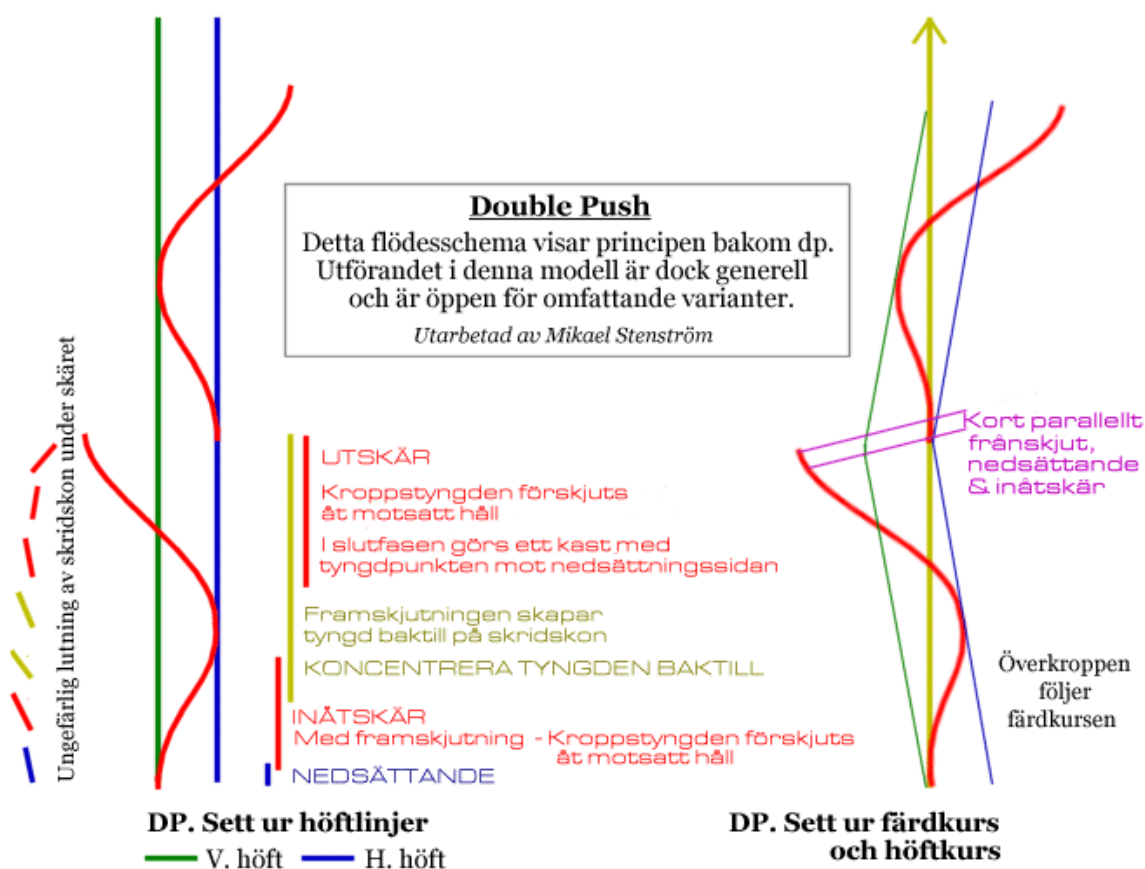 Double Push
Detta flödesschema visar principen bakom dp.
Utförandet i denna modell är dock generell
och är öppen för omfattande varianter.
Utarbetad av Mikael Stenström
Ungefärlig lutning av skridskon under skäret
UTSKÄR
Kroppstyngden förskjuts
åt motsatt håll
I slutfasen görs ett kast med
tyngdpunkten mot nedsättningssidan
Framskjutningen skapar
tyngd baktill på skridskon
KONCENTRERA TYNGDEN BAKTILL
INÅTSKÄR
Med framskjutning - Kroppstyngden förskjuts
åt motsatt håll
NEDSÄTTANDE
Kort parallellt
frånskjut,
nedsättande
& inåtskär
Överkroppen
följer
färdkursen
DP. Sett ur höftlinjer
V. höft
H. höft
DP. Sett ur färdkurs
och höftkurs